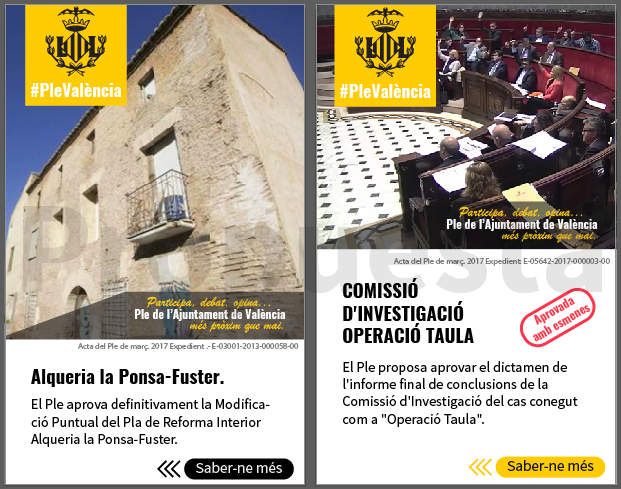 #PleValència
Participa, debat, opina...
Ple de l'Ajuntament de València
més pròxim que mai.
Acta del Ple de març. 2017 Expedient .- E-03001-2013-000058-00
Alqueria la Ponsa-Fuster.
El Ple aprova definitivament la Modifica-
ció Puntual del Pla de Reforma Interior
Alqueria la Ponsa-Fuster.
Saber-ne més
#PleValència
Participa, debat, opina...
Ple de l'Ajuntament de València
més pròxim que mai.
Acta del Ple de març. 2017 Expedient: E-05642-2017-000003-00
COMISSIÓ
D'INVESTIGACIÓ
OPERACIÓ TAULA
Aprovada
amb esmenes
El Ple proposa aprovar el dictamen de
l'informe final de conclusions de la
Comissió d'Investigació del cas conegut
com a "Operació Taula".
Saber-ne més